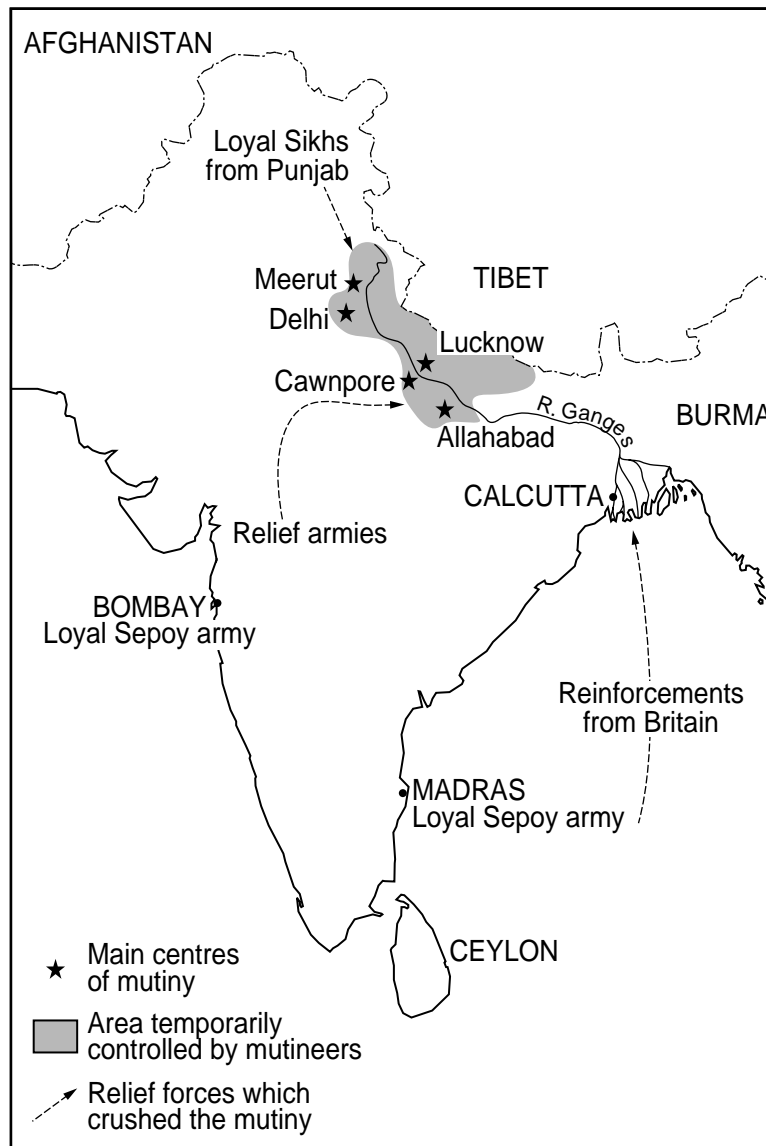 AFGHANISTAN
Loyal Sikhs
from Punjab
Meerut
TIBET
Delhi
Lucknow
Cawnpore
R. Ganges
BURMA
Allahabad
CALCUTTA
Relief armies
BOMBAY
Loyal Sepoy army
Reinforcements
from Britain
MADRAS
Loyal Sepoy army
CEYLON
Main centres
of mutiny
Area temporarily
controlled by mutineers
Relief forces which
crushed the mutiny